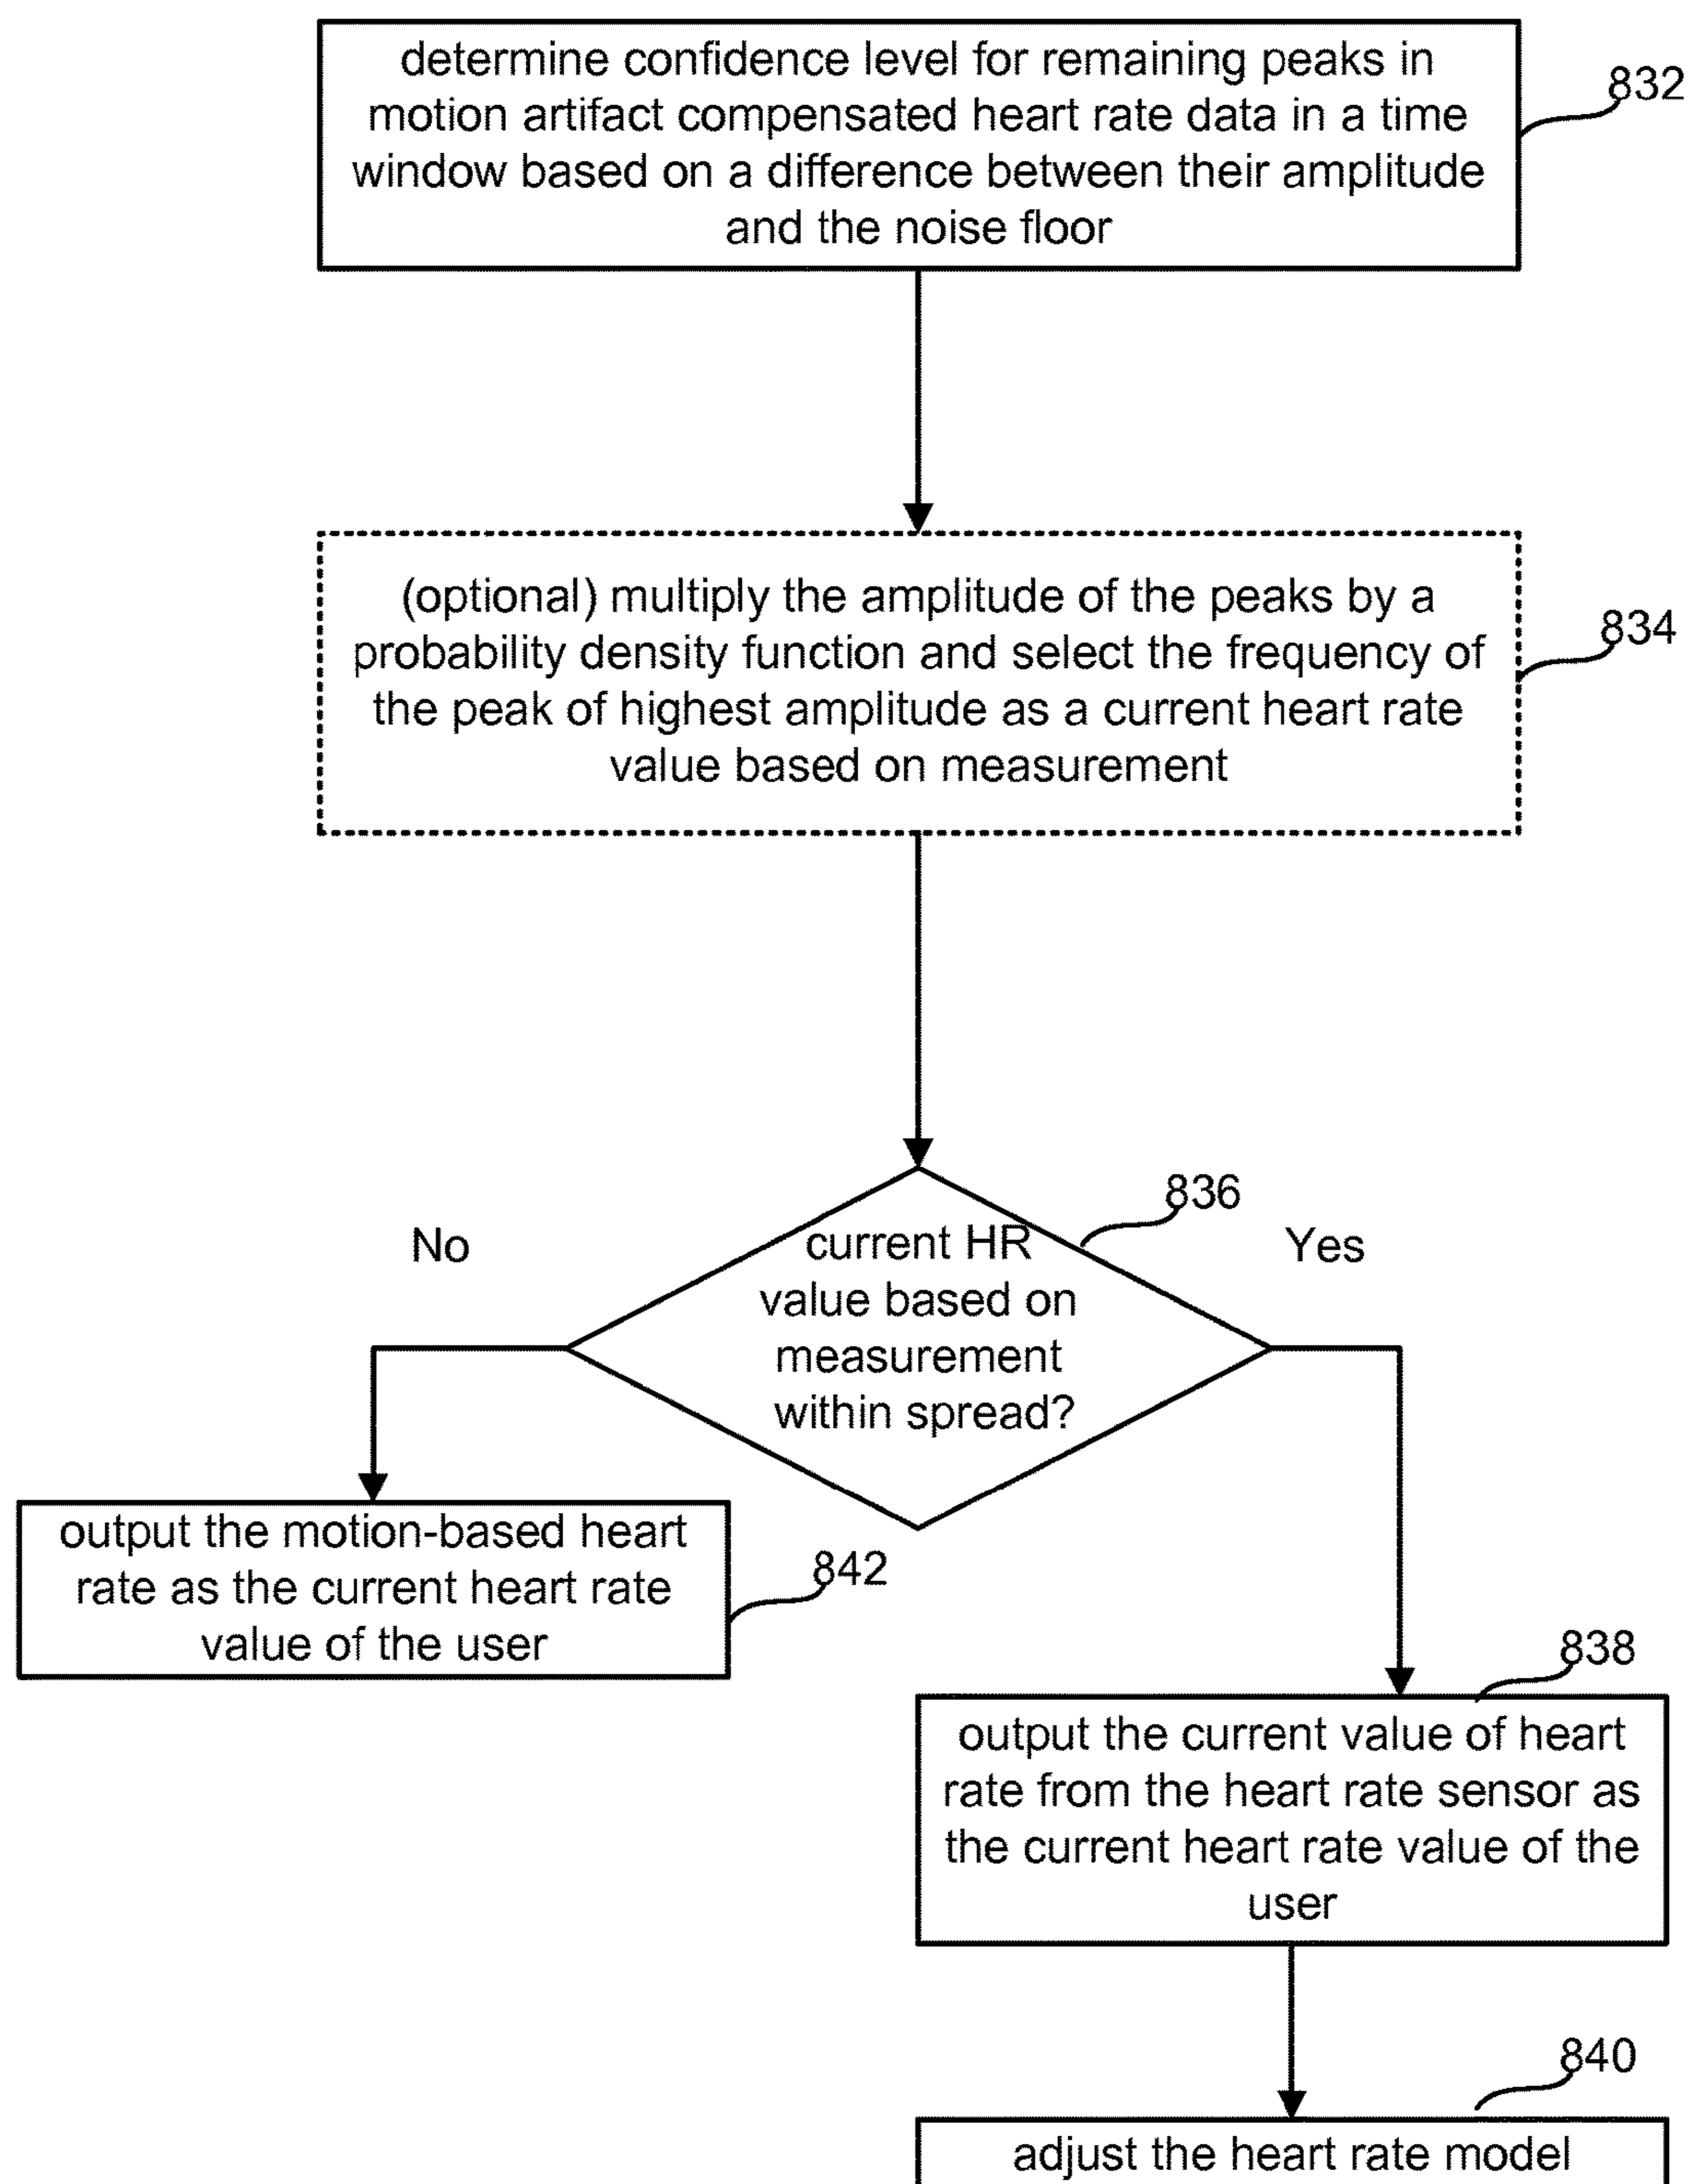 determine confidence level for remaining peaks in
motion artifact compensated heart rate data in a time
window based on a difference between their amplitude
and the noise floor
832
(optional) multiply the amplitude of the peaks by a
probability density function and select the frequency of
the peak of highest amplitude as a current heart rate
value based on measurement
834
836
No
current HR
value based on
measurement
within spread?
Yes
output the motion-based heart
rate as the current heart rate
value of the user
842
838
output the current value of heart
rate from the heart rate sensor as
the current heart rate value of the
user
840
adjust the heart rate model